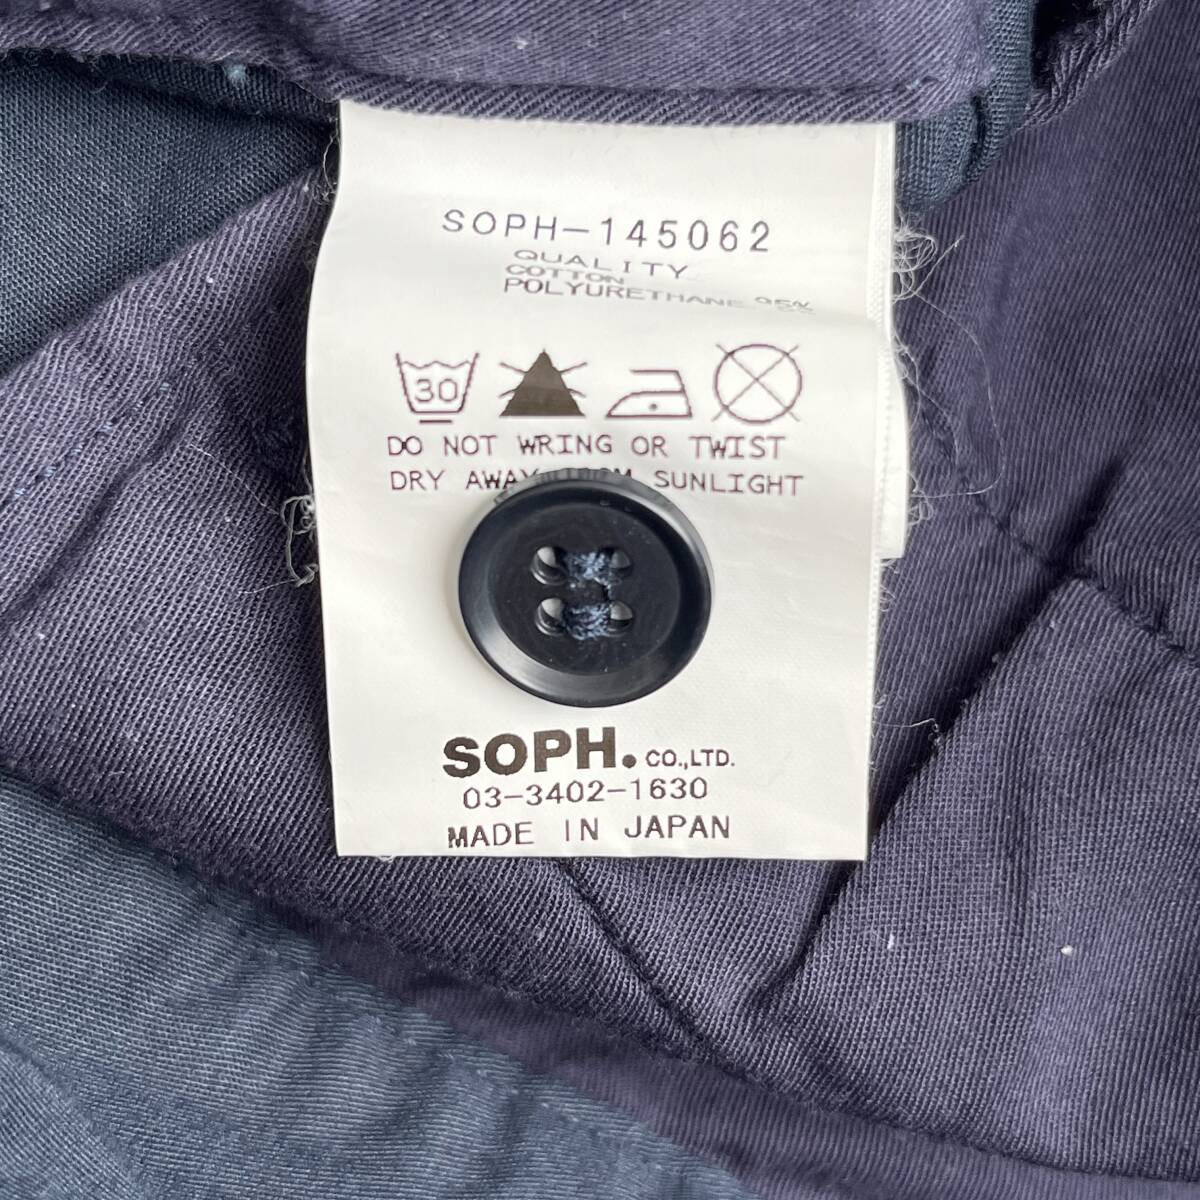 SOPH-145062
QUALITY
COTTON
POLYURETHANE
30
DO NOT WRING OR TWIST
DRY AWAY SUNLIGHT
SOPH. CO.,LTD.
03-3402-1630
MADE IN JAPAN